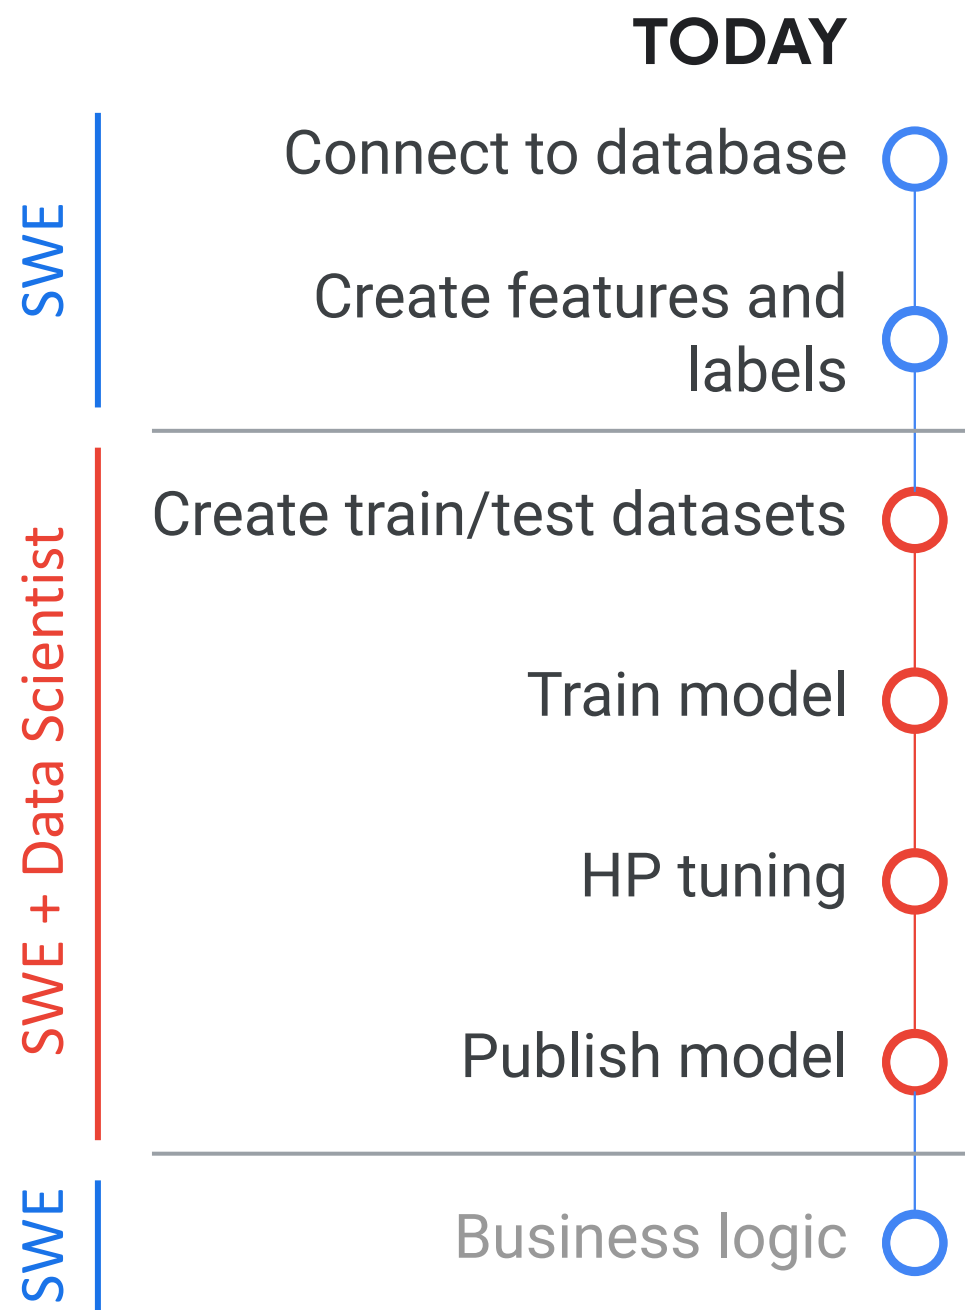 TODAY
SWE
Connect to database
Create features and
labels
SWE + Data Scientist
Create train/test datasets
Train model
HP tuning
Publish model
SWE
Business logic